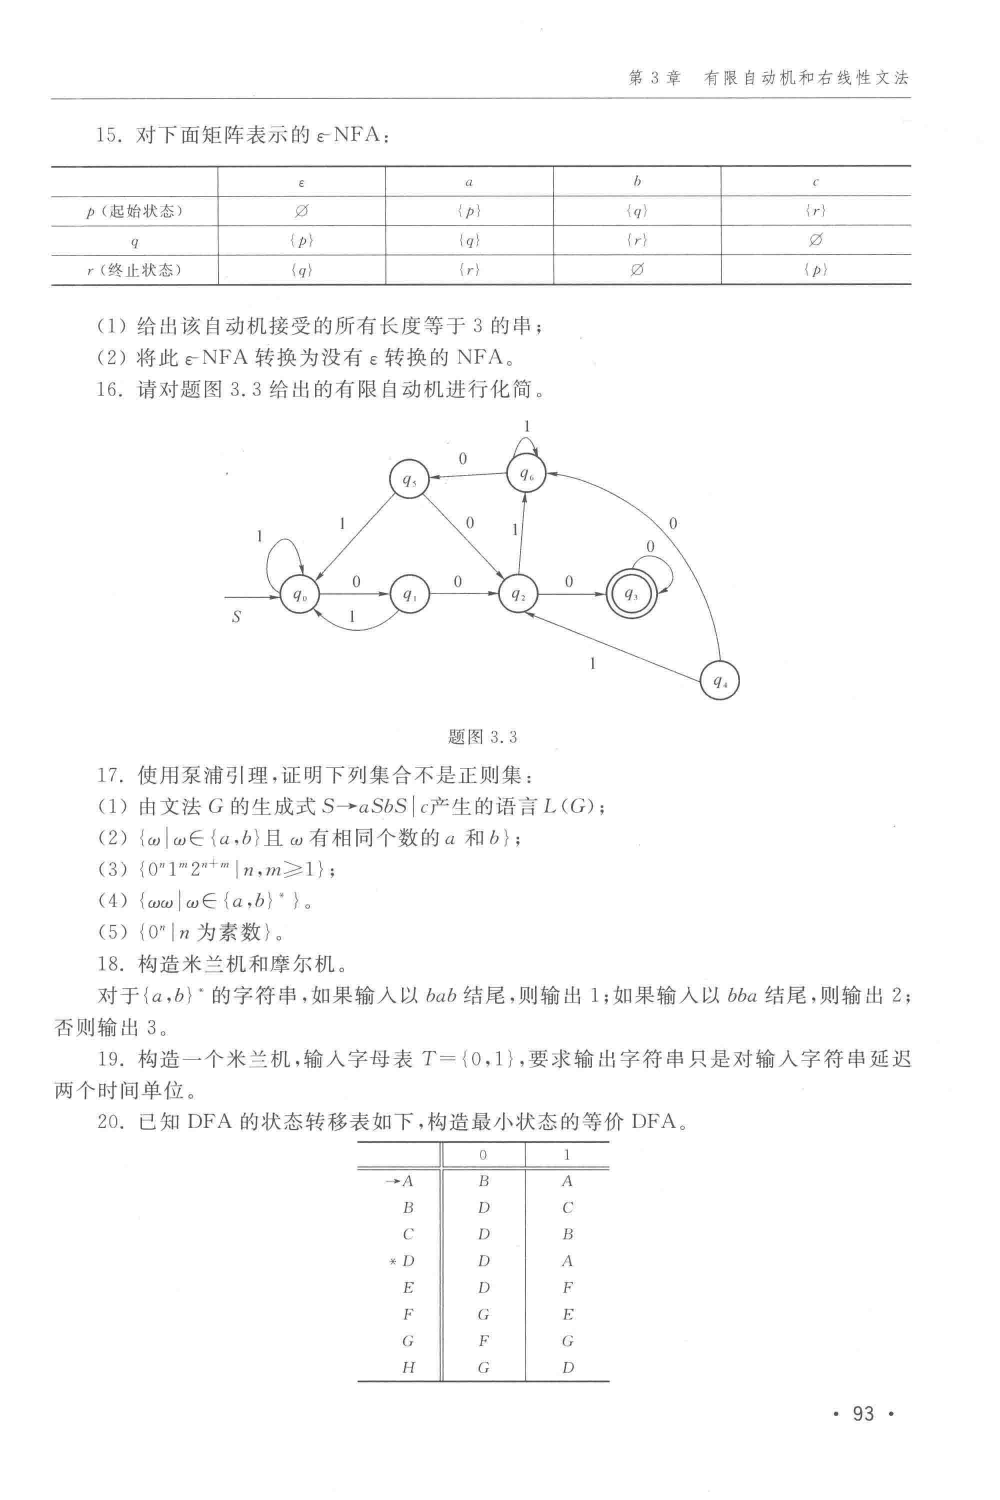 第 3 章　有限自动机和右线性文法
15. 对下面矩阵表示的 ε-NFA：
ε a b c
p（起始状态） ∅ {p} {q} {r}
q {p} {q} {r} ∅
r（终止状态） {q} {r} ∅ {p}
(1) 给出该自动机接受的所有长度等于 3 的串；
(2) 将此 ε-NFA 转换为没有 ε 转换的 NFA。
16. 请对题图 3.3 给出的有限自动机进行化简。
1
0
q₅ q₆
1 0 1 0
1 0
0 0 0
q₀ q₁ q₂ q₃
S 1
1
q₄
题图 3.3
17. 使用泵浦引理，证明下列集合不是正则集：
(1) 由文法 G 的生成式 S→aSbS|c产生的语言 L(G)；
(2) {ω|ω∈{a,b}且 ω 有相同个数的 a 和 b}；
(3) {0ⁿ1ᵐ2ⁿ⁺ᵐ|n,m≥1}；
(4) {ωω|ω∈{a,b}*}。
(5) {0ⁿ|n 为素数}。
18. 构造米兰机和摩尔机。
对于{a,b}*的字符串，如果输入以 bab 结尾，则输出 1；如果输入以 bba 结尾，则输出 2；
否则输出 3。
19. 构造一个米兰机，输入字母表 T={0,1}，要求输出字符串只是对输入字符串延迟
两个时间单位。
20. 已知 DFA 的状态转移表如下，构造最小状态的等价 DFA。
0 1
→A B A
B D C
C D B
*D D A
E D F
F G E
G F G
H G D
· 93 ·